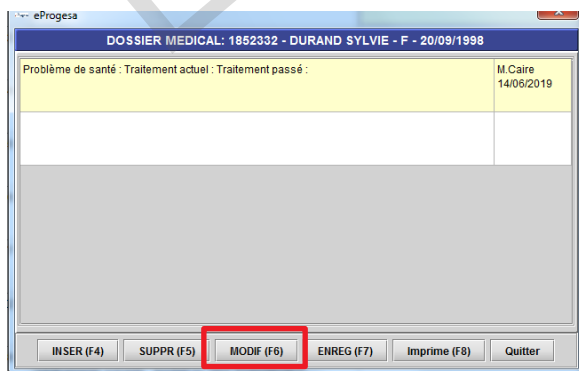 eProgesa
DOSSIER MEDICAL: 1852332 - DURAND SYLVIE - F - 20/09/1998
Problème de santé : Traitement actuel : Traitement passé :
M.Caire
14/06/2019
INSER (F4) SUPPR (F5) MODIF (F6) ENREG (F7) Imprime (F8) Quitter